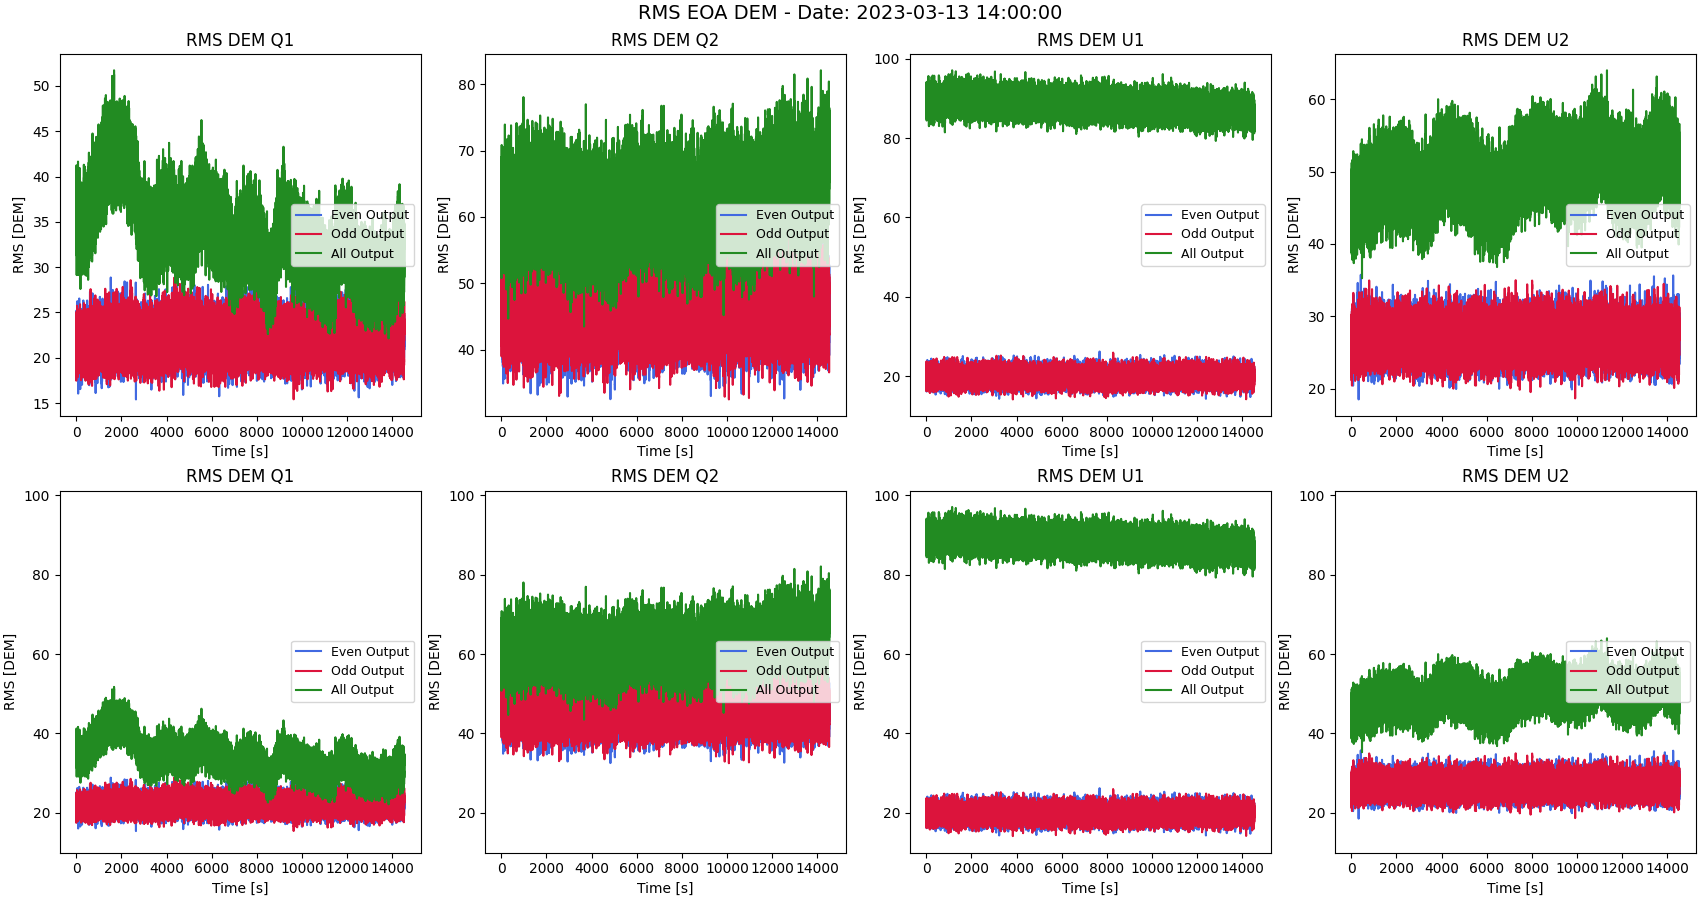 RMS EOA DEM - Date: 2023-03-13 14:00:00
RMS DEM Q1
RMS [DEM]
50
45
40
35
30
25
20
15
0 2000 4000 6000 8000 10000 12000 14000
Time [s]
Even Output
Odd Output
All Output
RMS DEM Q2
RMS [DEM]
80
70
60
50
40
0 2000 4000 6000 8000 10000 12000 14000
Time [s]
Even Output
Odd Output
All Output
RMS DEM U1
RMS [DEM]
100
80
60
40
20
0 2000 4000 6000 8000 10000 12000 14000
Time [s]
Even Output
Odd Output
All Output
RMS DEM U2
RMS [DEM]
60
50
40
30
20
0 2000 4000 6000 8000 10000 12000 14000
Time [s]
Even Output
Odd Output
All Output
RMS DEM Q1
RMS [DEM]
100
80
60
40
20
0 2000 4000 6000 8000 10000 12000 14000
Time [s]
Even Output
Odd Output
All Output
RMS DEM Q2
RMS [DEM]
100
80
60
40
20
0 2000 4000 6000 8000 10000 12000 14000
Time [s]
Even Output
Odd Output
All Output
RMS DEM U1
RMS [DEM]
100
80
60
40
20
0 2000 4000 6000 8000 10000 12000 14000
Time [s]
Even Output
Odd Output
All Output
RMS DEM U2
RMS [DEM]
100
80
60
40
20
0 2000 4000 6000 8000 10000 12000 14000
Time [s]
Even Output
Odd Output
All Output